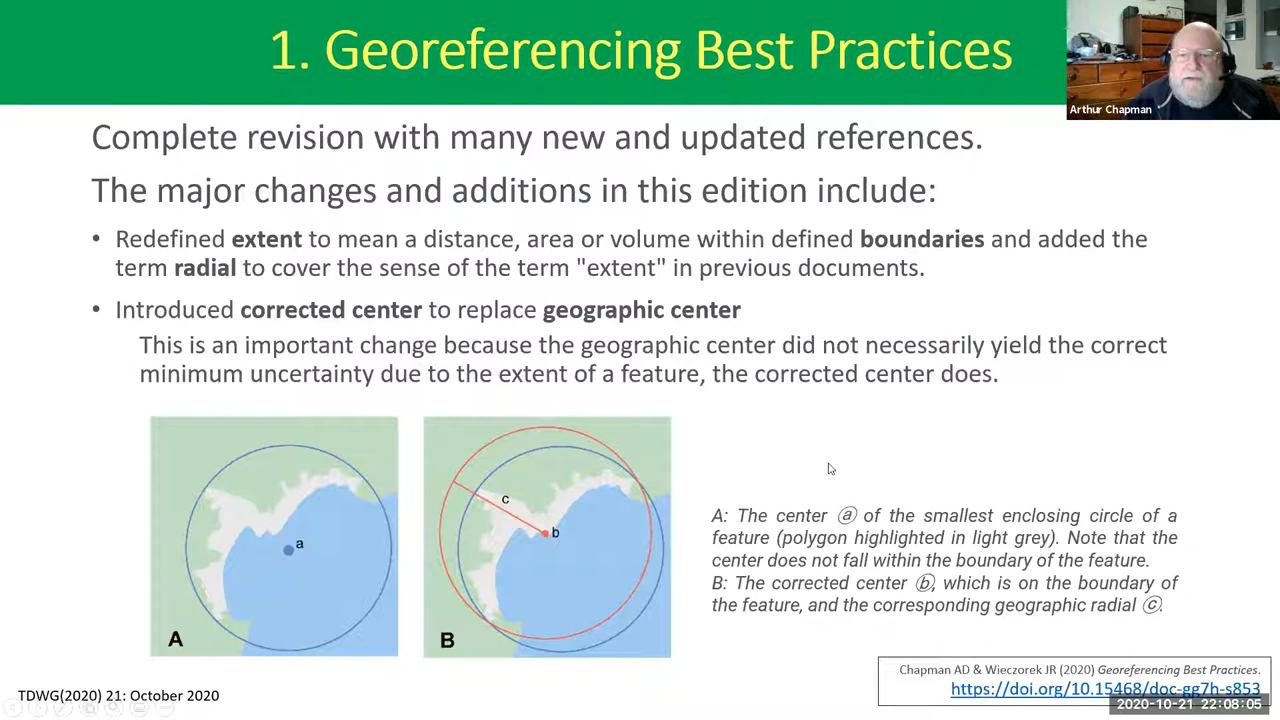 1. Georeferencing Best Practices
Arthur Chapman
Complete revision with many new and updated references.
The major changes and additions in this edition include:
• Redefined extent to mean a distance, area or volume within defined boundaries and added the
term radial to cover the sense of the term "extent" in previous documents.
• Introduced corrected center to replace geographic center
This is an important change because the geographic center did not necessarily yield the correct
minimum uncertainty due to the extent of a feature, the corrected center does.
a
A
c
b
B
A: The center ⓐ of the smallest enclosing circle of a
feature (polygon highlighted in light grey). Note that the
center does not fall within the boundary of the feature.
B: The corrected center ⓑ, which is on the boundary of
the feature, and the corresponding geographic radial ⓒ.
Chapman AD & Wieczorek JR (2020) Georeferencing Best Practices.
https://doi.org/10.15468/doc-gg7h-s853
TDWG(2020) 21: October 2020
2020-10-21 22:08:05